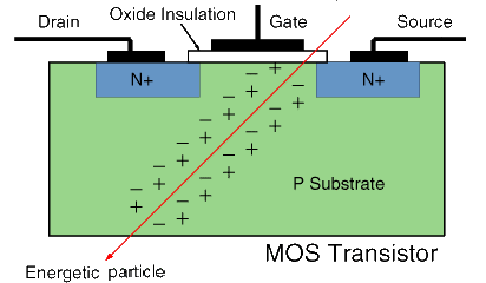 Drain
Oxide Insulation
Gate
Source
N+
N+
P Substrate
MOS Transistor
Energetic particle